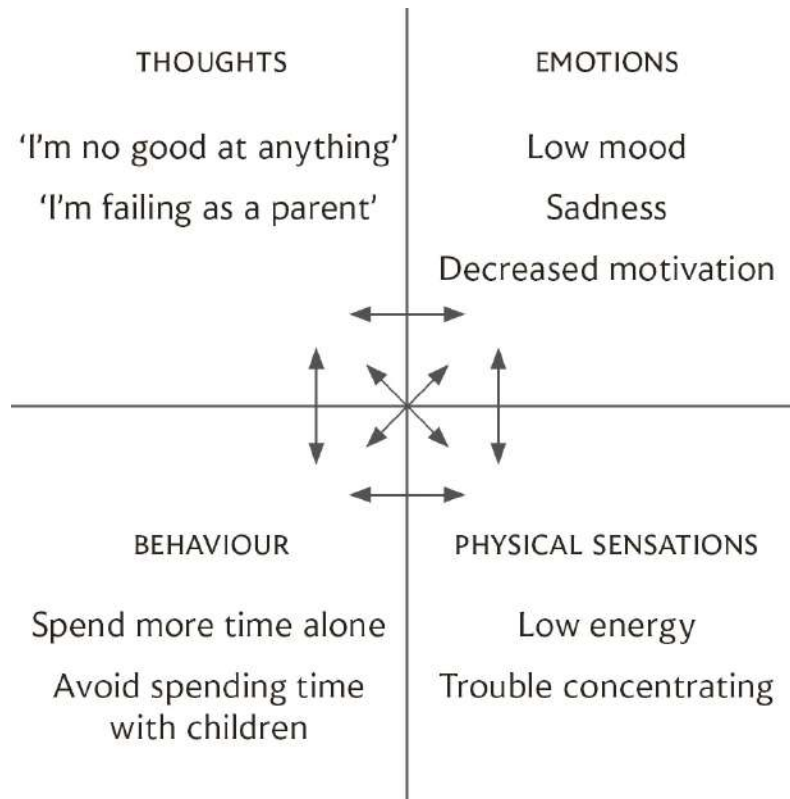 THOUGHTS
‘I’m no good at anything’
‘I’m failing as a parent’
EMOTIONS
Low mood
Sadness
Decreased motivation
BEHAVIOUR
Spend more time alone
Avoid spending time
with children
PHYSICAL SENSATIONS
Low energy
Trouble concentrating